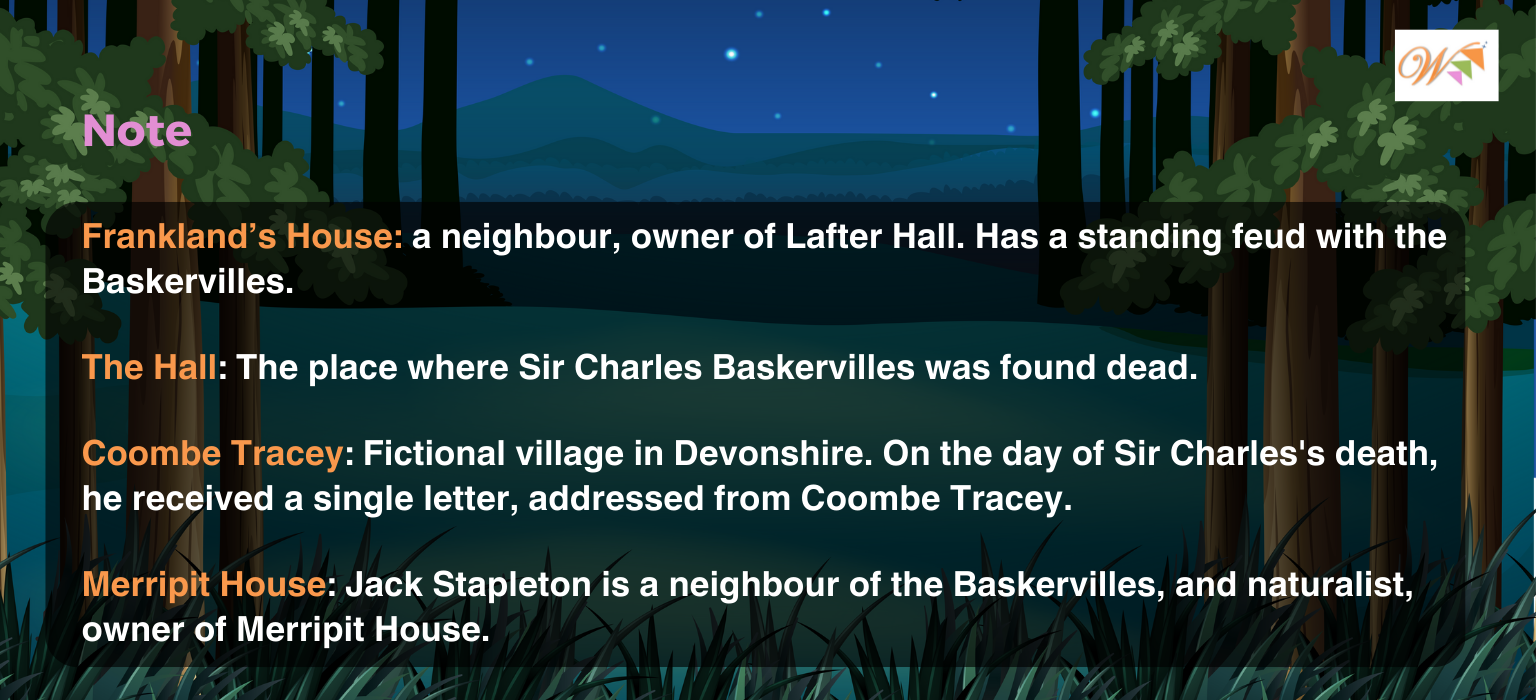 W
Note
Frankland’s House: a neighbour, owner of Lafter Hall. Has a standing feud with the
Baskervilles.
The Hall: The place where Sir Charles Baskervilles was found dead.
Coombe Tracey: Fictional village in Devonshire. On the day of Sir Charles's death,
he received a single letter, addressed from Coombe Tracey.
Merripit House: Jack Stapleton is a neighbour of the Baskervilles, and naturalist,
owner of Merripit House.